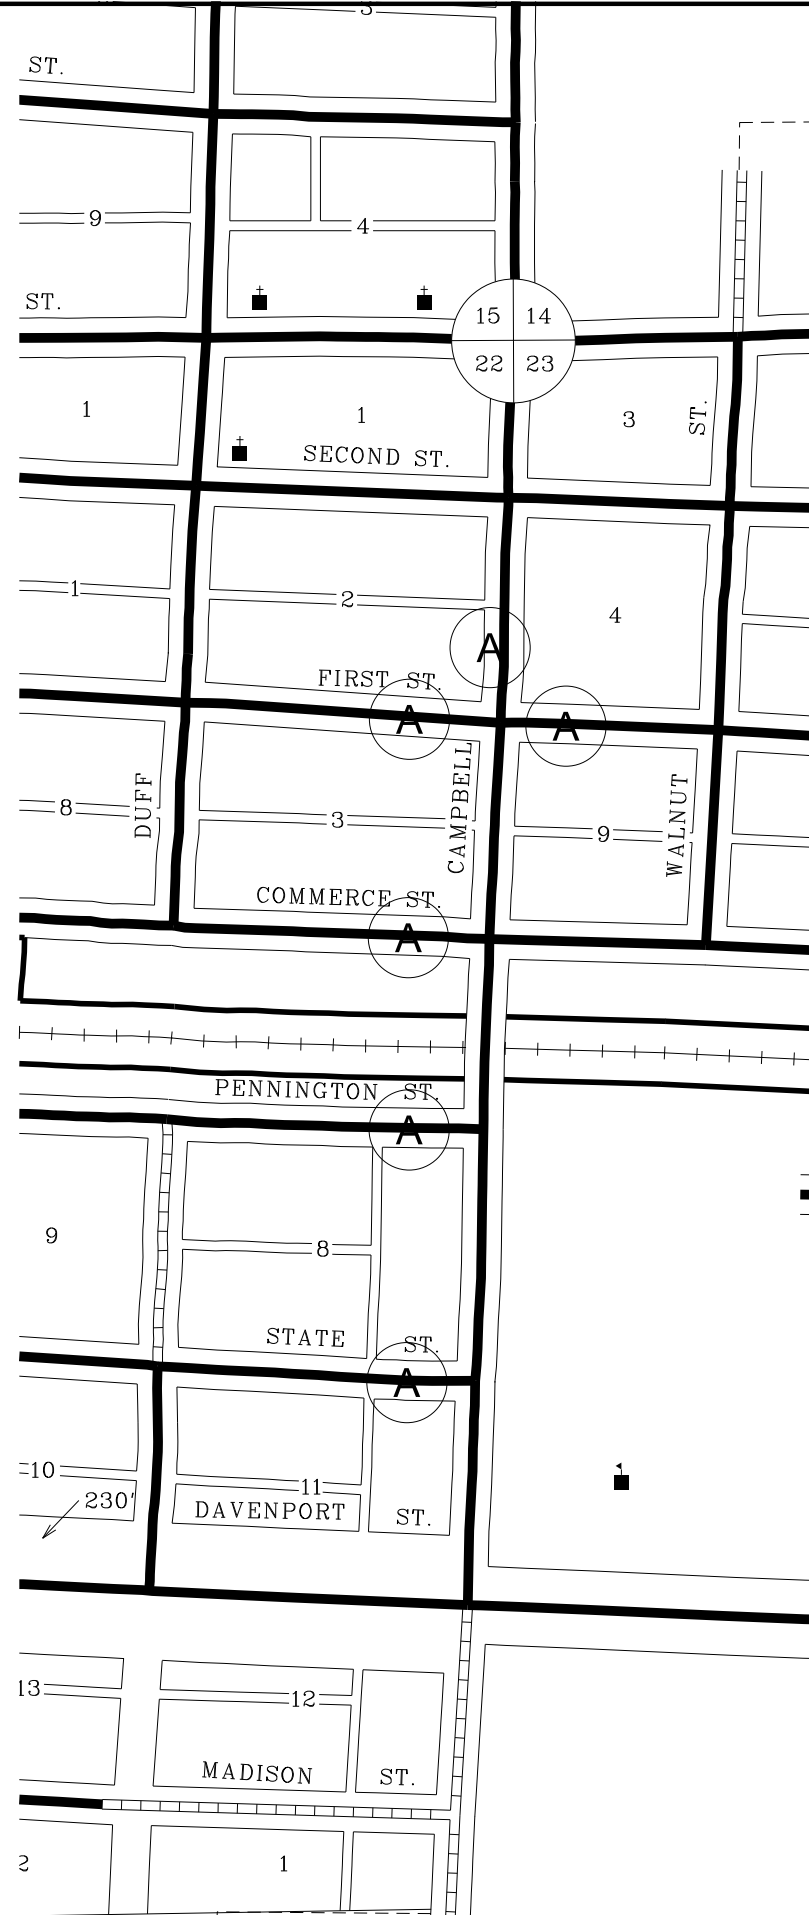 3
ST.
9
4
ST.
15 14
22 23
1
1
3
ST.
SECOND ST.
1
2
4
A
FIRST ST.
A
A
8
DUFF
3
CAMPBELL
9
WALNUT
COMMERCE ST.
A
PENNINGTON ST.
A
9
8
STATE ST.
A
10
11
230'
DAVENPORT ST.
13
12
MADISON ST.
2
1